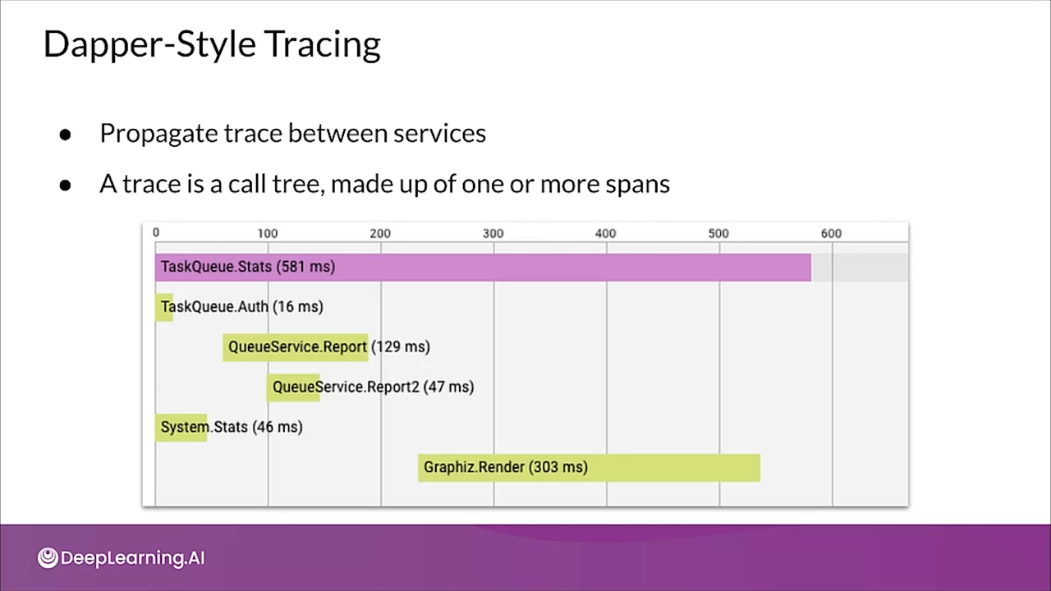 Dapper-Style Tracing
● Propagate trace between services
● A trace is a call tree, made up of one or more spans
0 100 200 300 400 500 600
TaskQueue.Stats (581 ms)
TaskQueue.Auth (16 ms)
QueueService.Report (129 ms)
QueueService.Report2 (47 ms)
System.Stats (46 ms)
Graphiz.Render (303 ms)
DeepLearning.AI